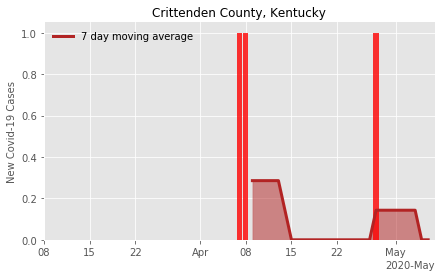 Crittenden County, Kentucky
7 day moving average
New Covid-19 Cases
1.0
0.8
0.6
0.4
0.2
0.0
08 15 22 Apr 08 15 22 May
2020-May